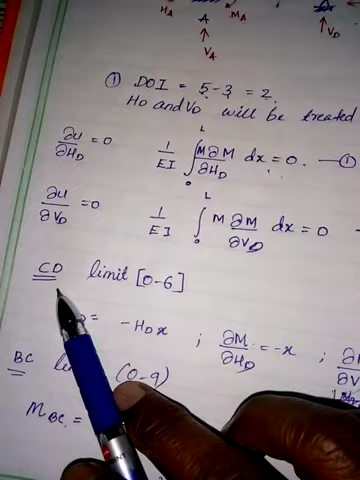 HA A MA
VA
VD
① DOI = 5-3 = 2.
HD and VD will be treated
∂U/∂HD = 0 1/EI ∫₀ᴸ M ∂M/∂HD dx = 0. — ①
∂U/∂VD = 0 1/EI ∫₀ᴸ M ∂M/∂VD dx = 0 -
CD limit [0-6]
= -HD x ; ∂M/∂HD = -x ;
BC (0-9)
MBC =